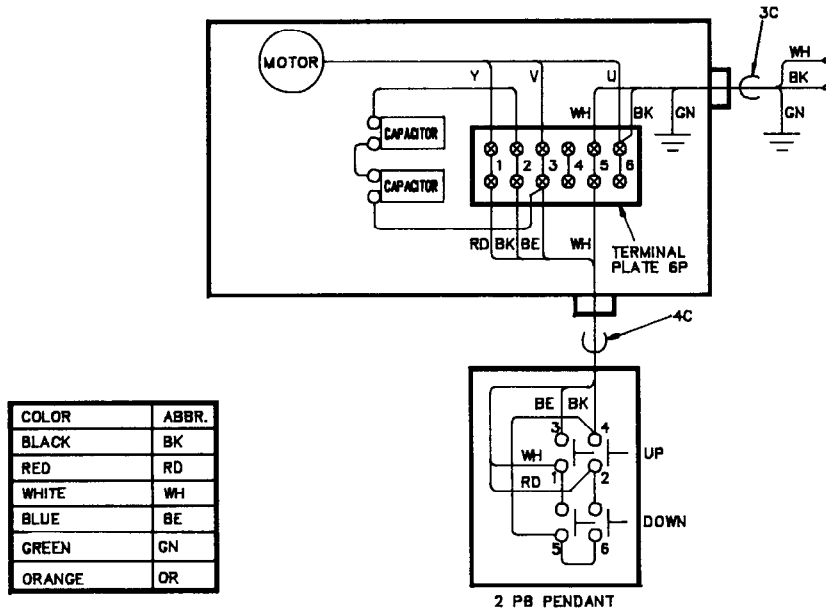 3C
WH
MOTOR
BK
Y
V
U
WH
BK
GN
GN
CAPACITOR
1 2 3 4 5 6
CAPACITOR
RD BK BE WH
TERMINAL
PLATE 6P
4C
BE BK
3 4
UP
WH
1 2
RD
DOWN
5 6
2 PB PENDANT
COLOR ABBR.
BLACK BK
RED RD
WHITE WH
BLUE BE
GREEN GN
ORANGE OR